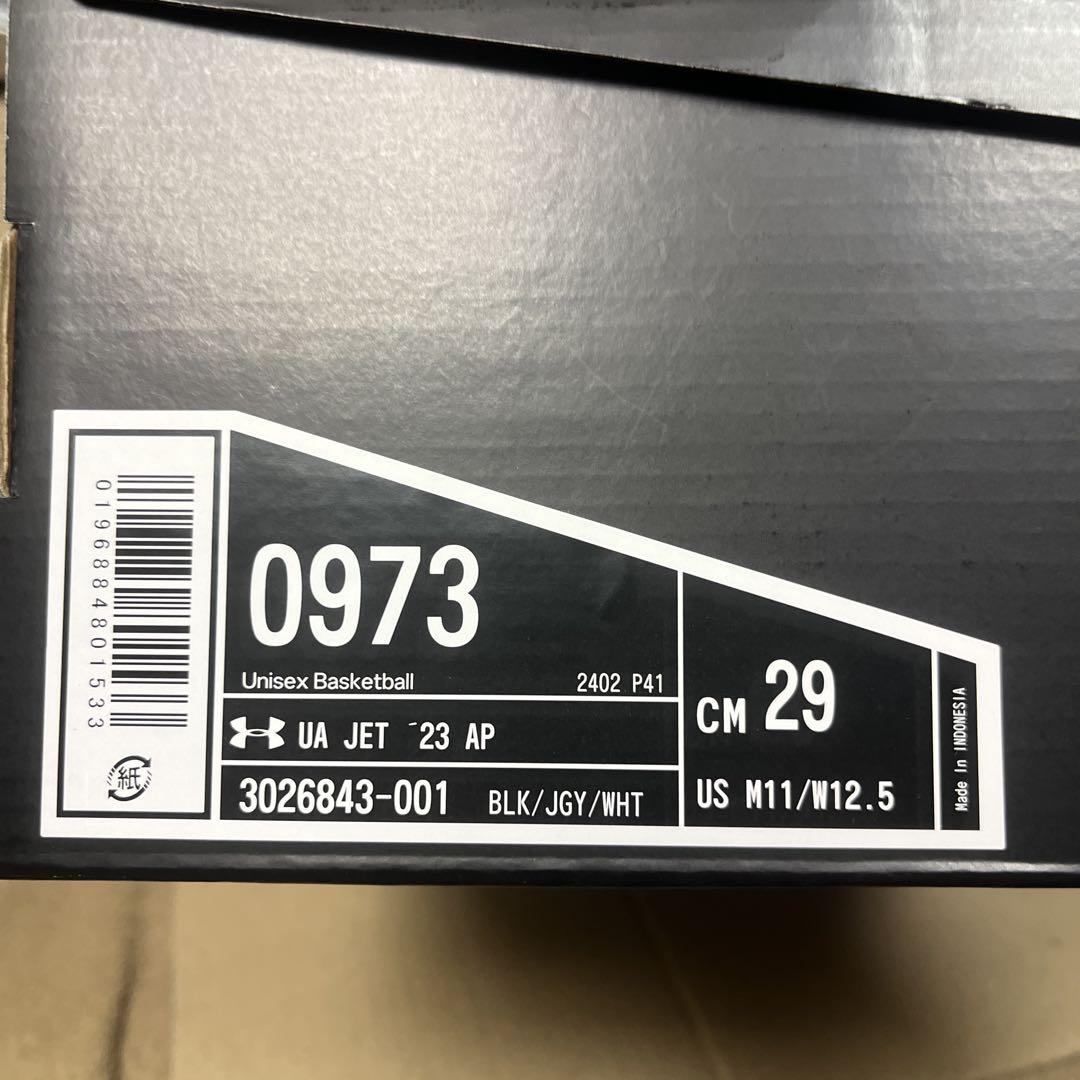 0196884801533
紙
0973
Unisex Basketball 2402 P41
UA JET ´23 AP
3026843-001 BLK/JGY/WHT
CM 29
US M11/W12.5
Made In INDONESIA